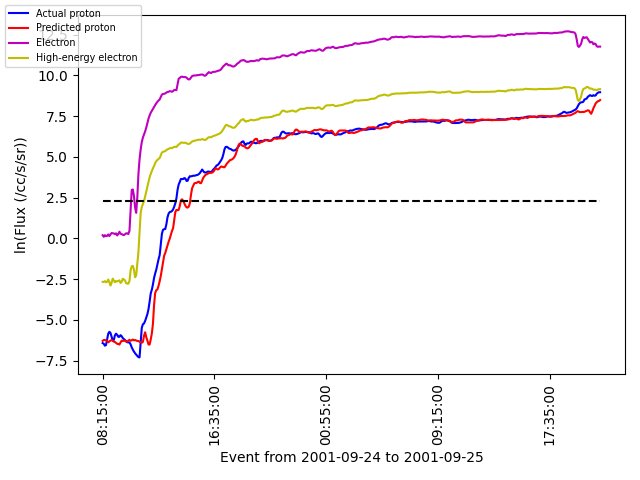 Actual proton
Predicted proton
Electron
High-energy electron
12.5
10.0
7.5
5.0
2.5
0.0
−2.5
−5.0
−7.5
ln(Flux (/cc/s/sr))
08:15:00
16:35:00
00:55:00
09:15:00
17:35:00
Event from 2001-09-24 to 2001-09-25